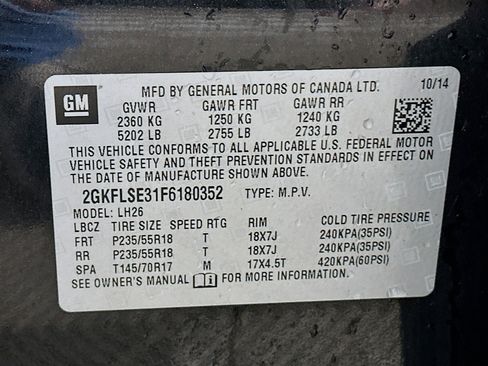 MFD BY GENERAL MOTORS OF CANADA LTD. 10/14
GM GVWR GAWR FRT GAWR RR
2360 KG 1250 KG 1240 KG
5202 LB 2755 LB 2733 LB
THIS VEHICLE CONFORMS TO ALL APPLICABLE U.S. FEDERAL MOTOR
VEHICLE SAFETY AND THEFT PREVENTION STANDARDS IN EFFECT ON THE
DATE OF MANUFACTURE SHOWN ABOVE.
2GKFLSE31F6180352 TYPE: M.P.V.
MODEL: LH26
LBCZ TIRE SIZE SPEED RTG RIM COLD TIRE PRESSURE
FRT P235/55R18 T 18X7J 240KPA(35PSI)
RR P235/55R18 T 18X7J 240KPA(35PSI)
SPA T145/70R17 M 17X4.5T 420KPA(60PSI)
SEE OWNER'S MANUAL FOR MORE INFORMATION.